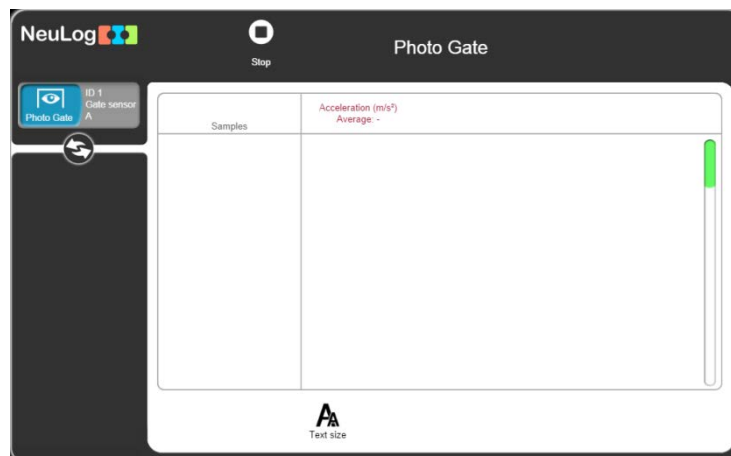 NeuLog
Stop
Photo Gate
Photo Gate
ID 1
Gate sensor
A
Samples
Acceleration (m/s²)
Average: -
Text size